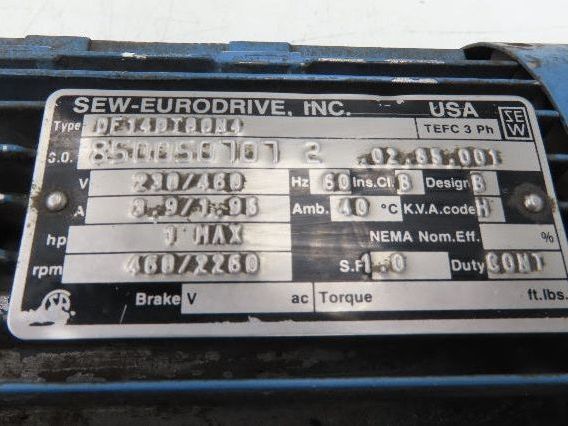 SEW-EURODRIVE, INC. USA
Type DF14DT80N4 TEFC 3 Ph SEW
S.O. 850050707 2 .02.95.001
V 230/460 Hz 60 Ins.Cl. B Design B
A 3.9/1.95 Amb. 40 °C K.V.A.code H
hp 1 MAX NEMA Nom.Eff. %
rpm 460/2260 S.F. 1.0 Duty CONT
Brake V ac Torque ft.lbs.